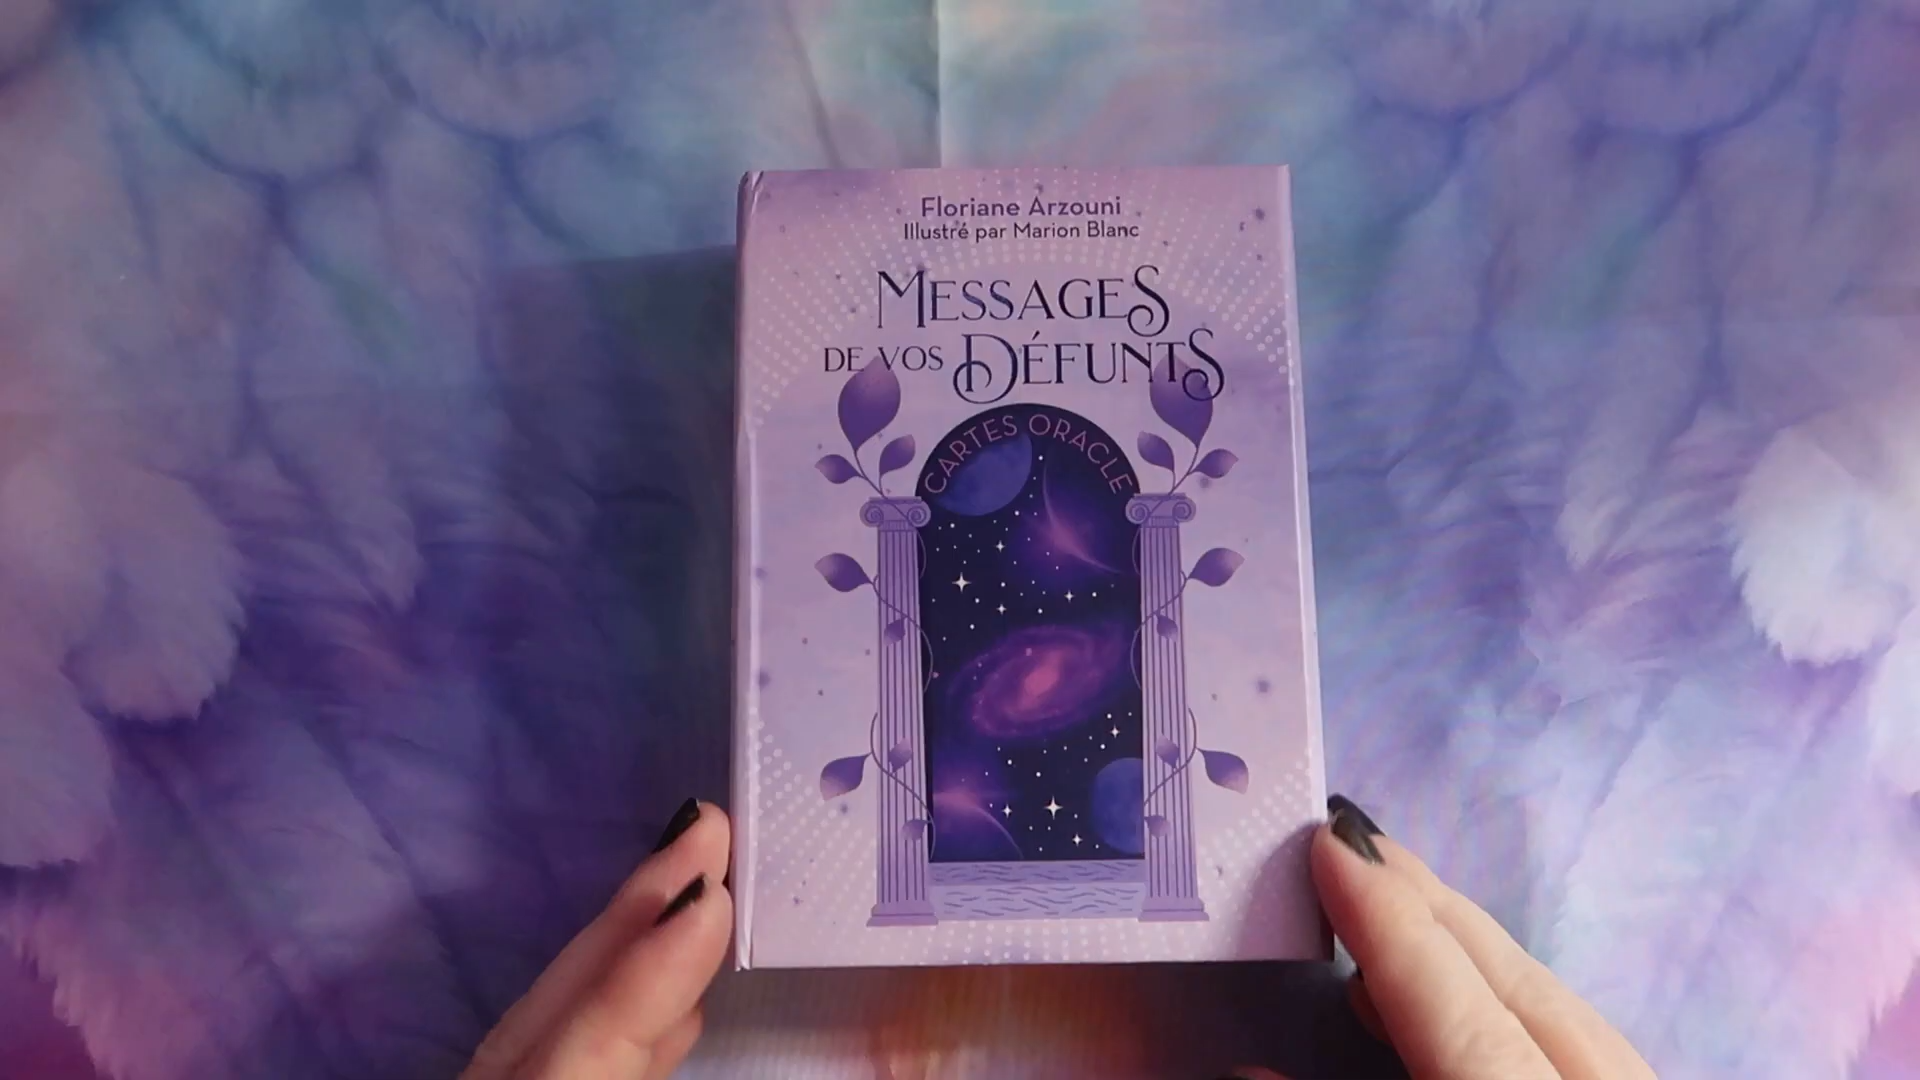 Floriane Arzouni
Illustré par Marion Blanc
MESSAGES
DE VOS DÉFUNTS
CARTES ORACLE